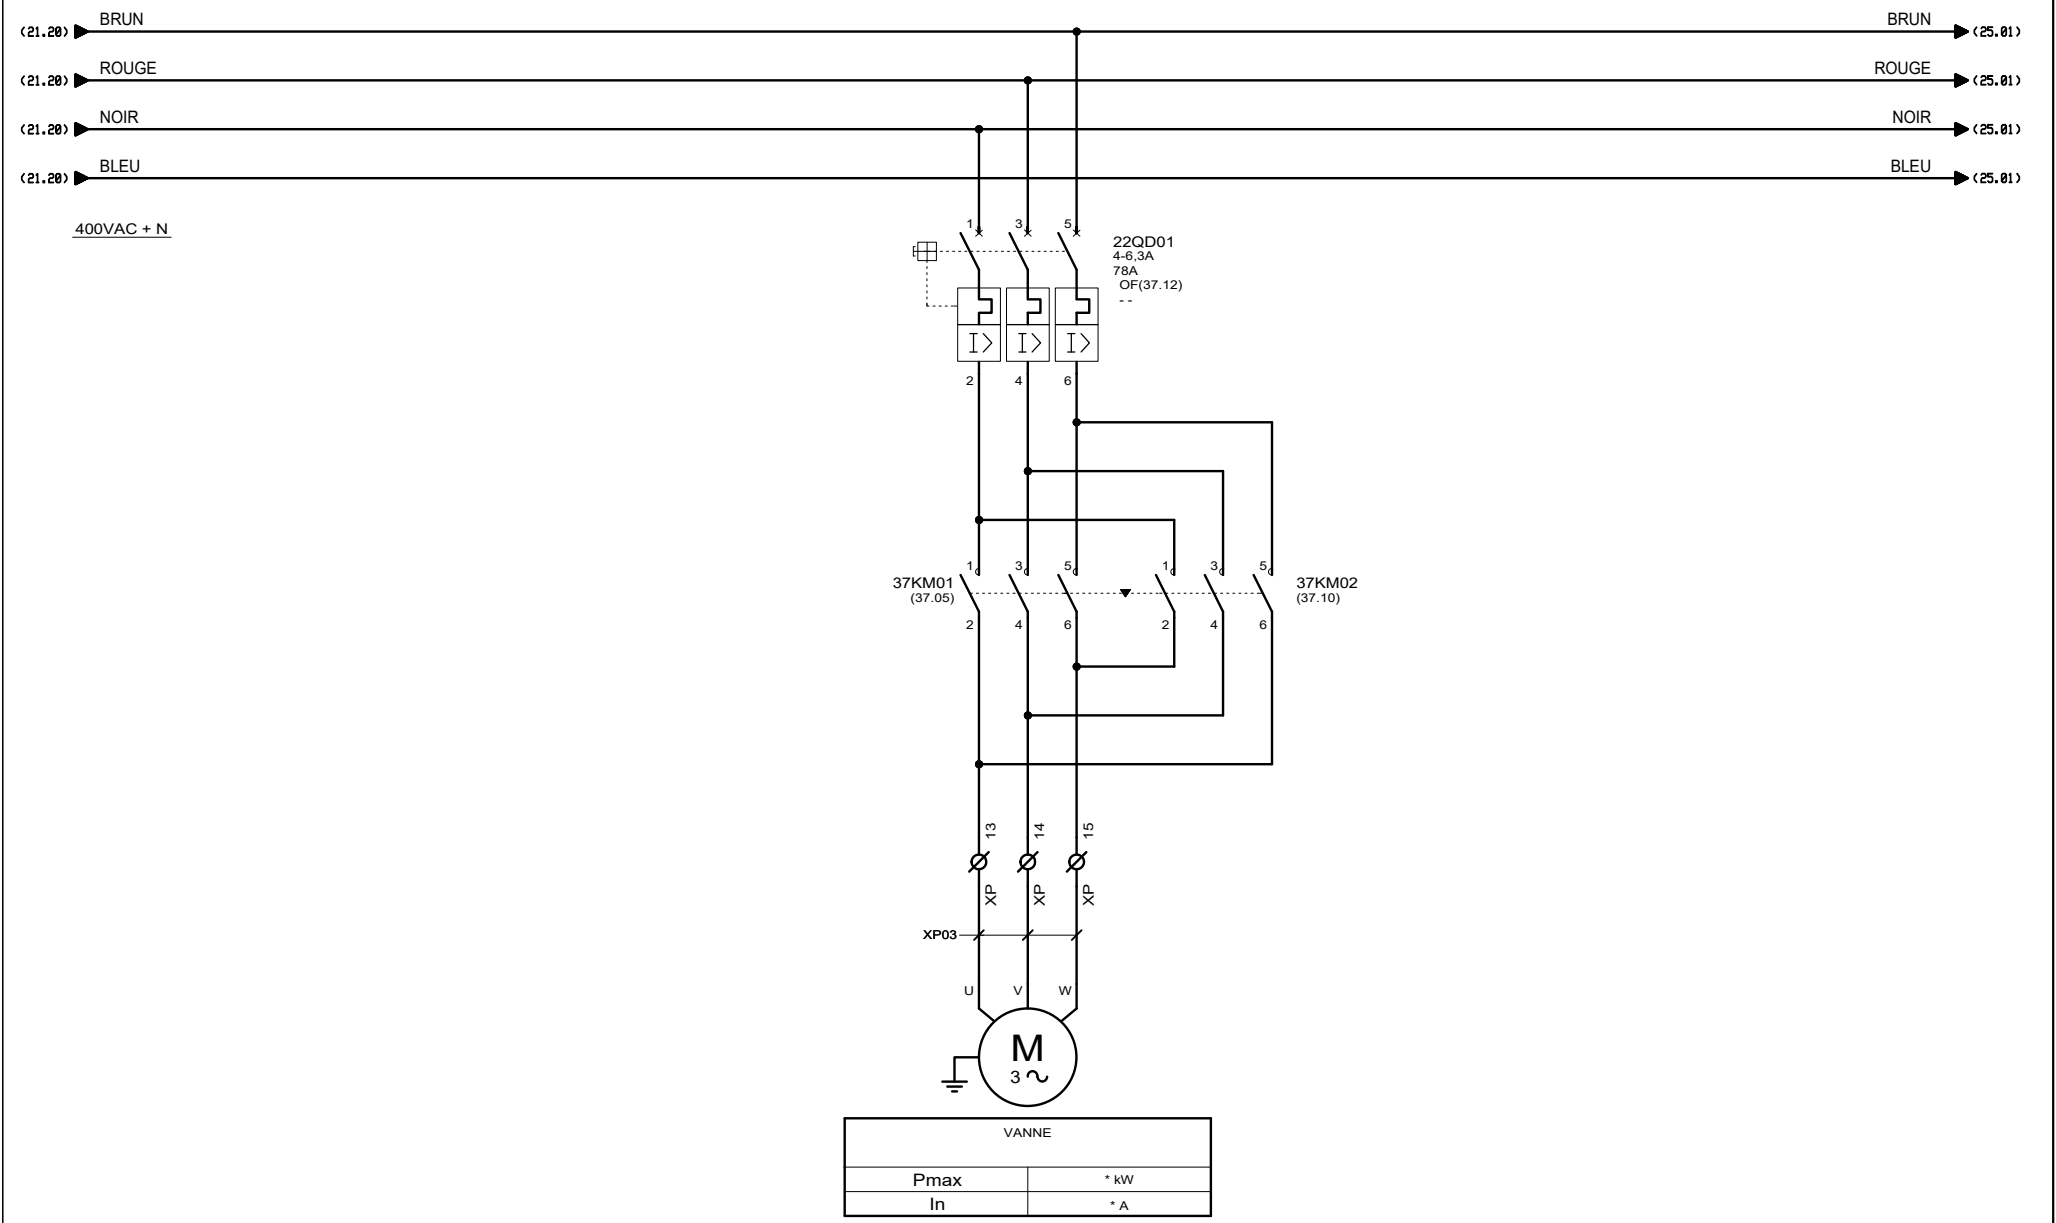 BRUN BRUN
(21.20) (25.01)
ROUGE ROUGE
(21.20) (25.01)
NOIR NOIR
(21.20) (25.01)
BLEU BLEU
(21.20) (25.01)
400VAC + N
1 3 5
22QD01
4-6,3A
78A
OF(37.12)
- -
I> I> I>
2 4 6
1 3 5 1 3 5
37KM01 37KM02
(37.05) (37.10)
2 4 6 2 4 6
13 14 15
XP XP XP
XP03
U V W
M
3
VANNE
Pmax * kW
In * A